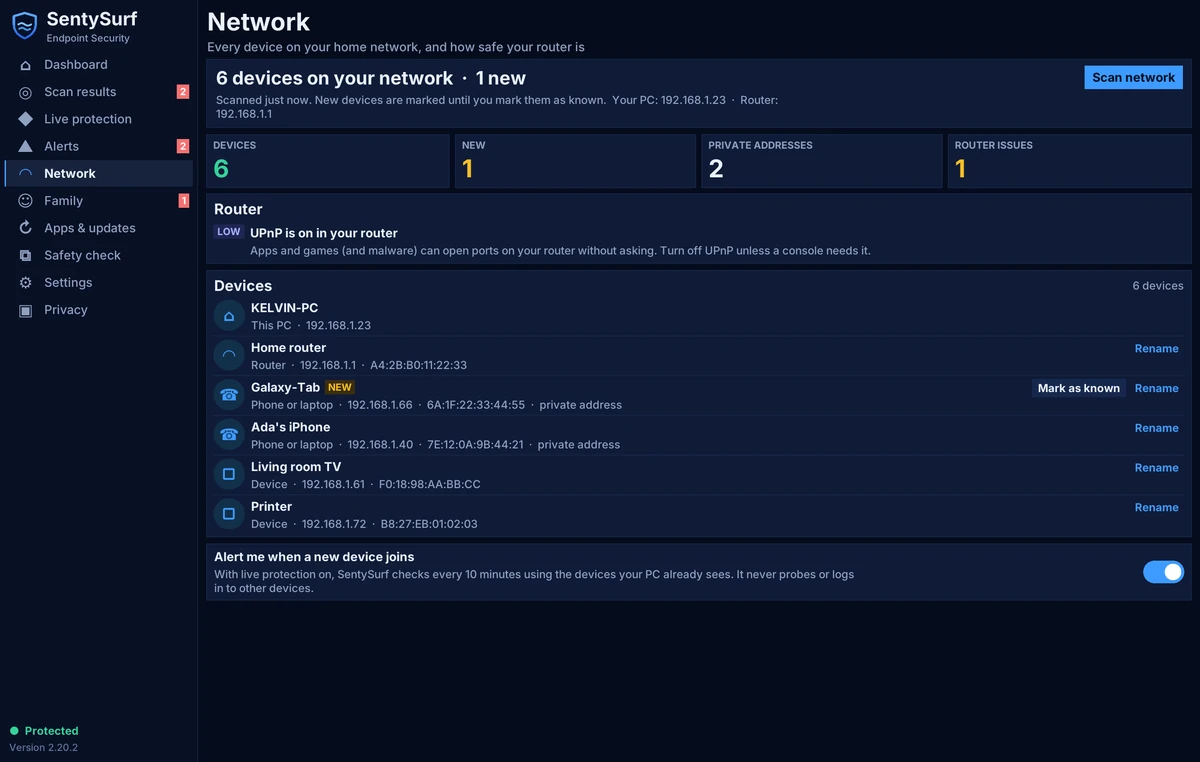 SentySurf
Endpoint Security
Dashboard
Scan results 2
Live protection
Alerts 2
Network
Family 1
Apps & updates
Safety check
Settings
Privacy
Protected
Version 2.20.2
Network
Every device on your home network, and how safe your router is
6 devices on your network · 1 new
Scan network
Scanned just now. New devices are marked until you mark them as known. Your PC: 192.168.1.23 · Router:
192.168.1.1
DEVICES
6
NEW
1
PRIVATE ADDRESSES
2
ROUTER ISSUES
1
Router
LOW UPnP is on in your router
Apps and games (and malware) can open ports on your router without asking. Turn off UPnP unless a console needs it.
Devices 6 devices
KELVIN-PC
This PC · 192.168.1.23
Home router Rename
Router · 192.168.1.1 · A4:2B:B0:11:22:33
Galaxy-Tab NEW Mark as known Rename
Phone or laptop · 192.168.1.66 · 6A:1F:22:33:44:55 · private address
Ada's iPhone Rename
Phone or laptop · 192.168.1.40 · 7E:12:0A:9B:44:21 · private address
Living room TV Rename
Device · 192.168.1.61 · F0:18:98:AA:BB:CC
Printer Rename
Device · 192.168.1.72 · B8:27:EB:01:02:03
Alert me when a new device joins
With live protection on, SentySurf checks every 10 minutes using the devices your PC already sees. It never probes or logs
in to other devices.